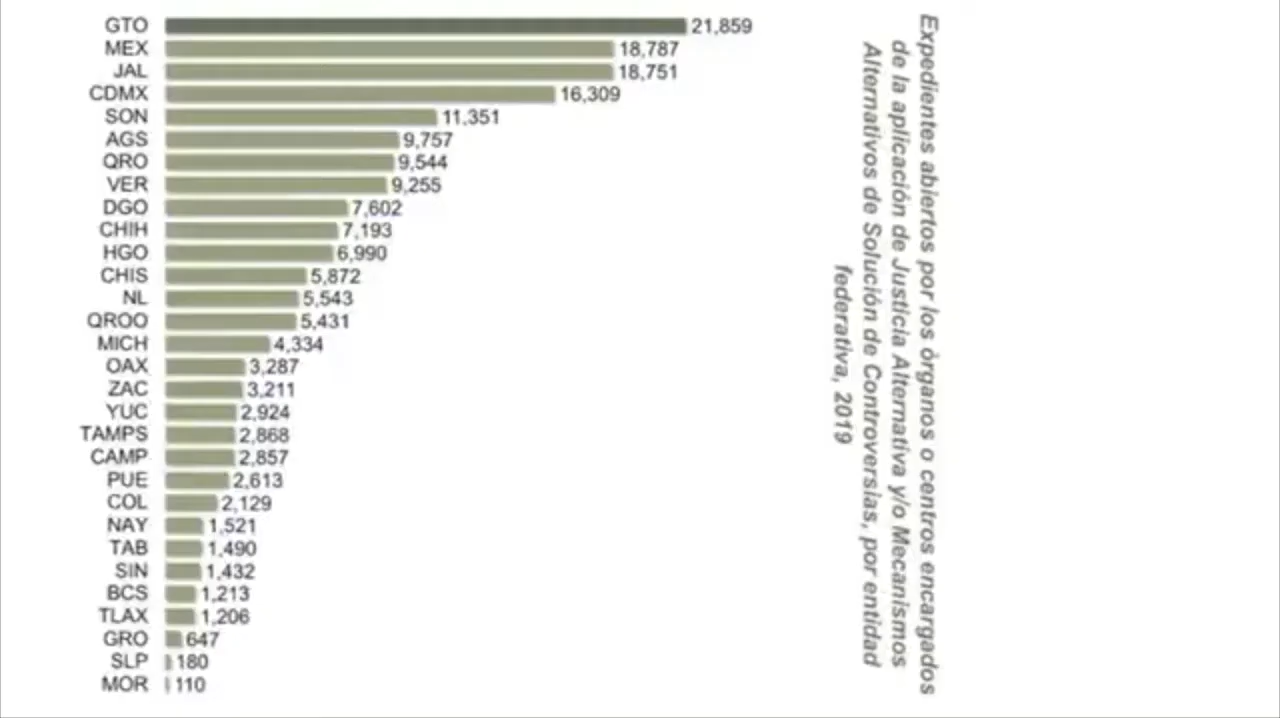 GTO 21,859
MEX 18,787
JAL 18,751
CDMX 16,309
SON 11,351
AGS 9,757
QRO 9,544
VER 9,255
DGO 7,602
CHIH 7,193
HGO 6,990
CHIS 5,872
NL 5,543
QROO 5,431
MICH 4,334
OAX 3,287
ZAC 3,211
YUC 2,924
TAMPS 2,868
CAMP 2,857
PUE 2,613
COL 2,129
NAY 1,521
TAB 1,490
SIN 1,432
BCS 1,213
TLAX 1,206
GRO 647
SLP 180
MOR 110
Expedientes abiertos por los órganos o centros encargados
de la aplicación de Justicia Alternativa y/o Mecanismos
Alternativos de Solución de Controversias, por entidad
federativa, 2019